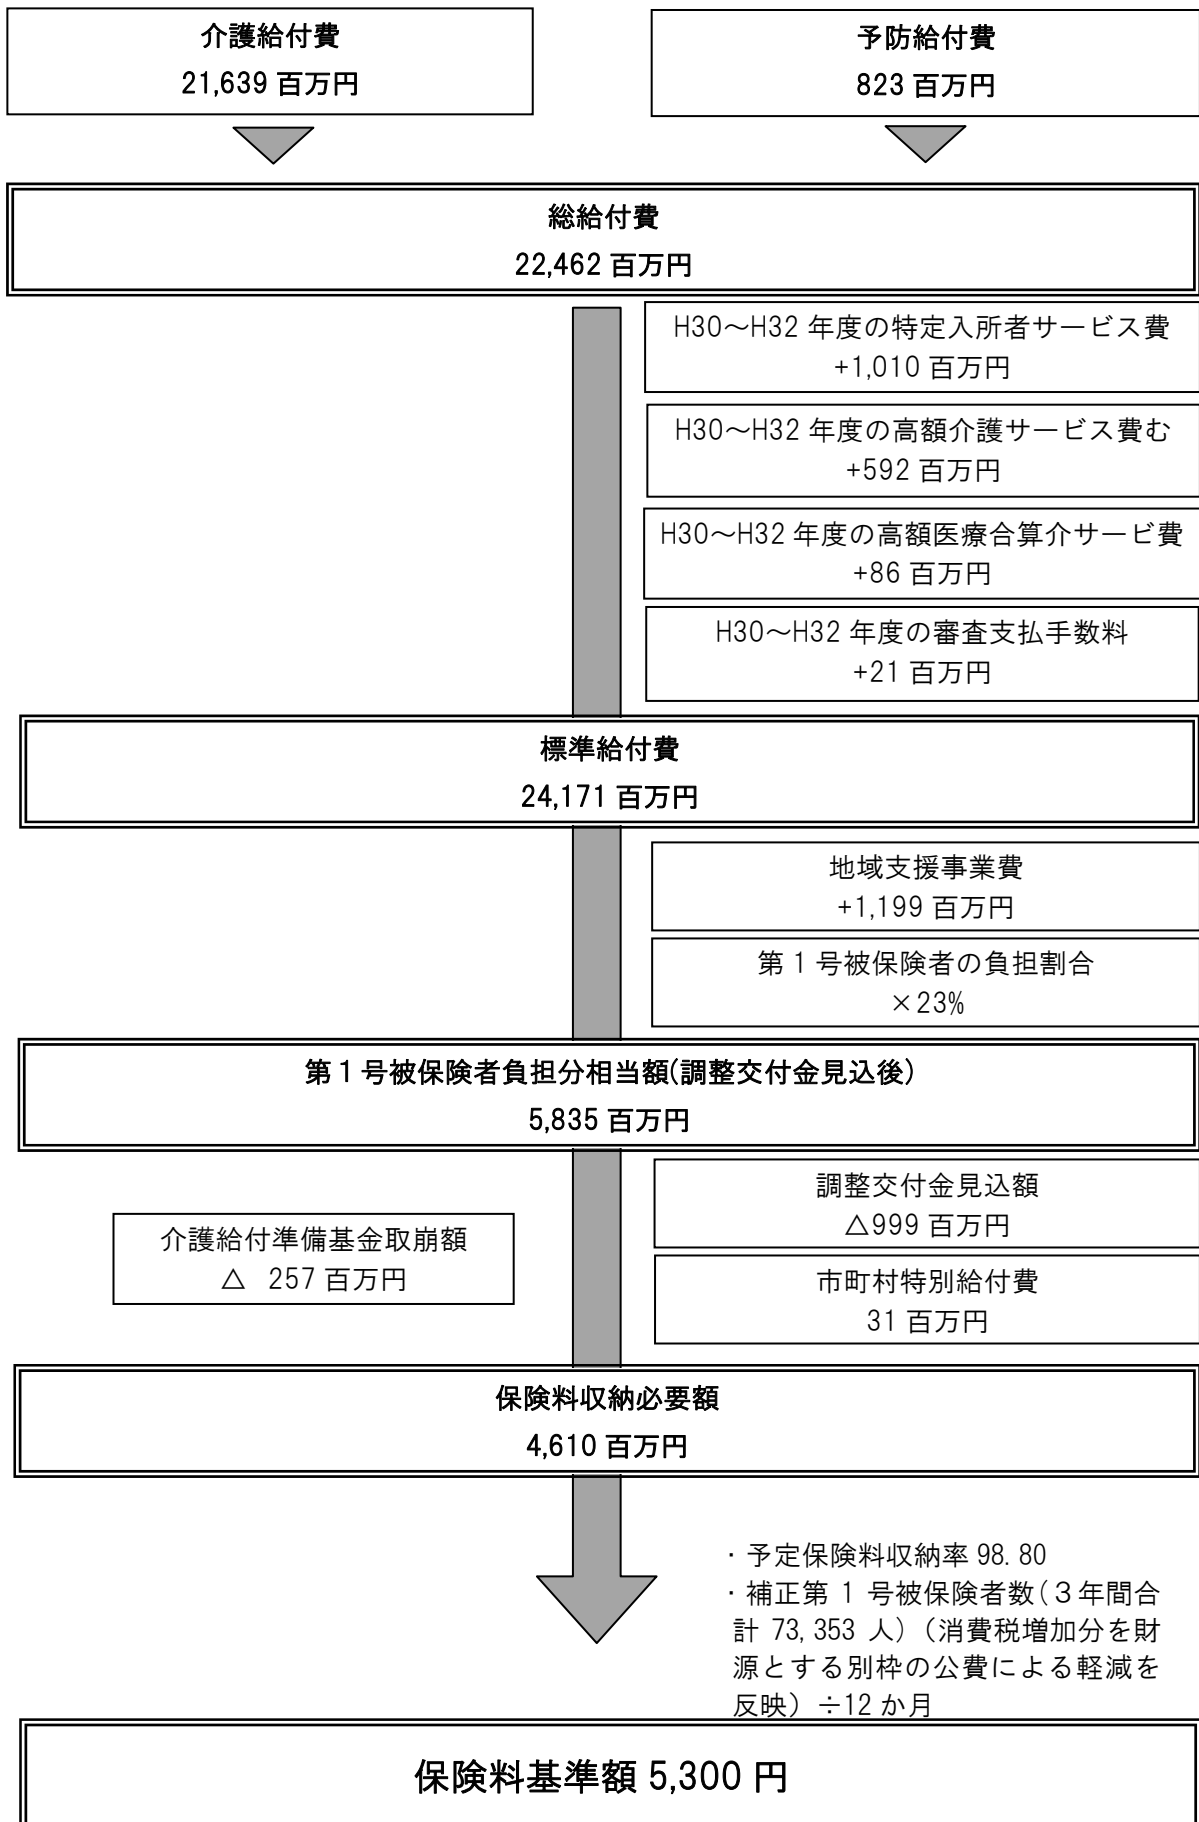 介護給付費
21,639 百万円
予防給付費
823 百万円
総給付費
22,462 百万円
H30～H32 年度の特定入所者サービス費
+1,010 百万円
H30～H32 年度の高額介護サービス費む
+592 百万円
H30～H32 年度の高額医療合算介サービ費
+86 百万円
H30～H32 年度の審査支払手数料
+21 百万円
標準給付費
24,171 百万円
地域支援事業費
+1,199 百万円
第１号被保険者の負担割合
×23%
第１号被保険者負担分相当額(調整交付金見込後)
5,835 百万円
調整交付金見込額
△999 百万円
介護給付準備基金取崩額
△ 257 百万円
市町村特別給付費
31 百万円
保険料収納必要額
4,610 百万円
・予定保険料収納率 98.80
・補正第 1 号被保険者数（３年間合
計 73,353 人）（消費税増加分を財
源とする別枠の公費による軽減を
反映）÷12 か月
保険料基準額 5,300 円